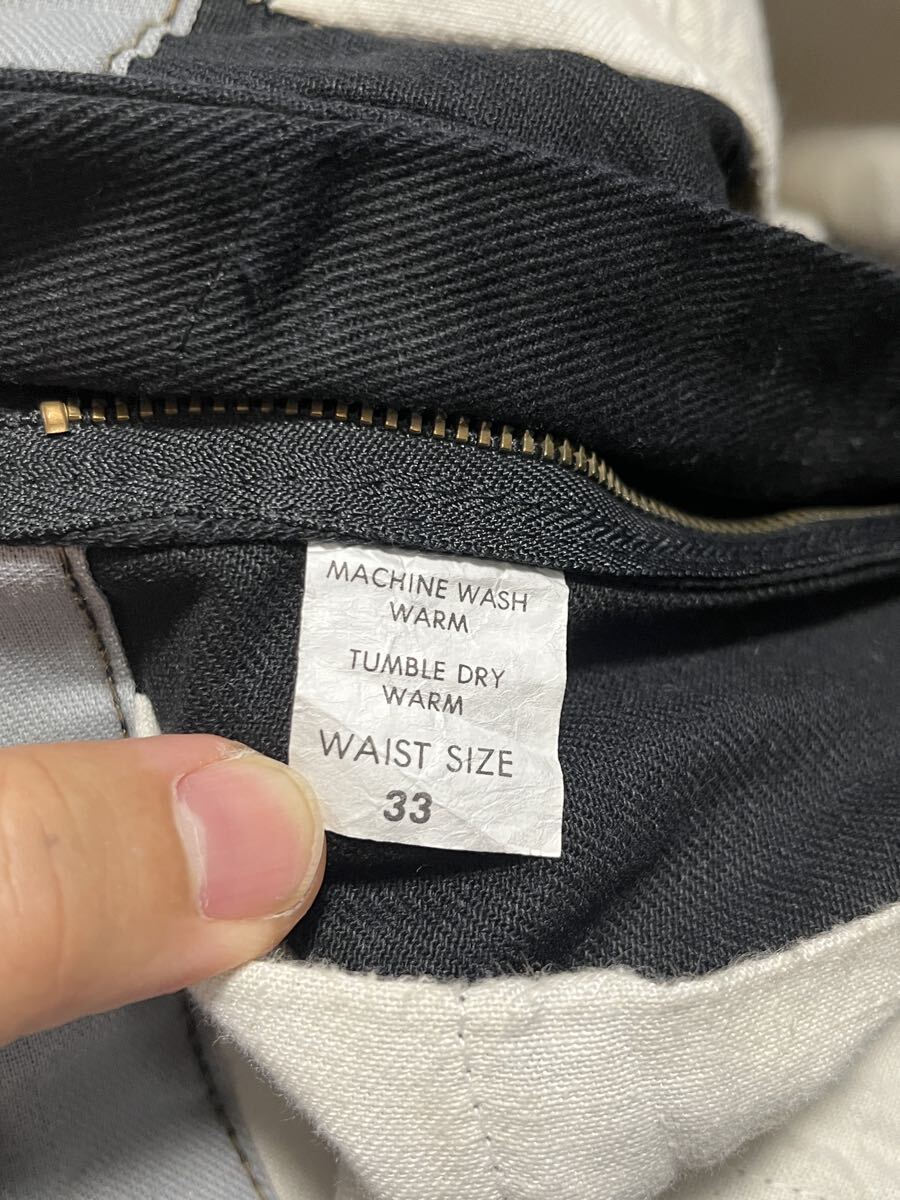 MACHINE WASH
WARM
TUMBLE DRY
WARM
WAIST SIZE
33